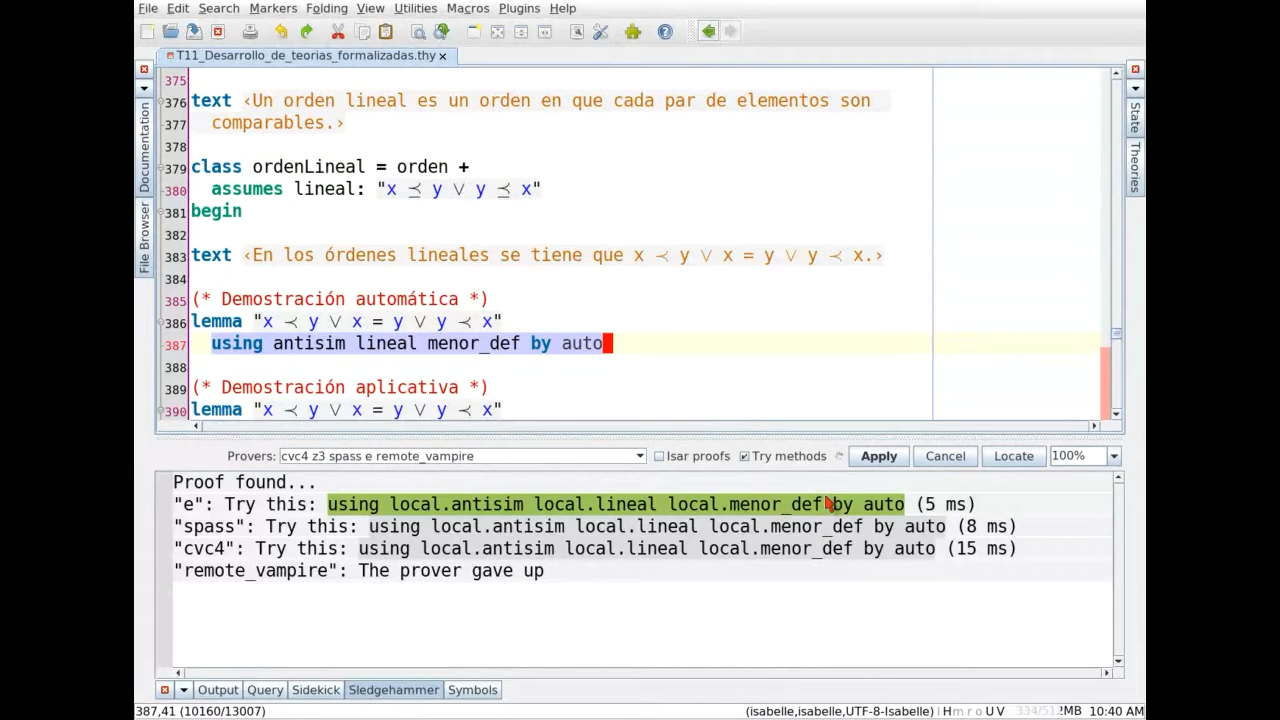 File Edit Search Markers Folding View Utilities Macros Plugins Help
T11_Desarrollo_de_teorias_formalizadas.thy
Documentation
File Browser
State
Theories
375
376 text ‹Un orden lineal es un orden en que cada par de elementos son
377 comparables.›
378
379 class ordenLineal = orden +
380 assumes lineal: "x ⪯ y ∨ y ⪯ x"
381 begin
382
383 text ‹En los órdenes lineales se tiene que x ≺ y ∨ x = y ∨ y ≺ x.›
384
385 (* Demostración automática *)
386 lemma "x ≺ y ∨ x = y ∨ y ≺ x"
387 using antisim lineal menor_def by auto
388
389 (* Demostración aplicativa *)
390 lemma "x ≺ y ∨ x = y ∨ y ≺ x"
Provers: cvc4 z3 spass e remote_vampire Isar proofs Try methods Apply Cancel Locate 100%
Proof found...
"e": Try this: using local.antisim local.lineal local.menor_def by auto (5 ms)
"spass": Try this: using local.antisim local.lineal local.menor_def by auto (8 ms)
"cvc4": Try this: using local.antisim local.lineal local.menor_def by auto (15 ms)
"remote_vampire": The prover gave up
Output Query Sidekick Sledgehammer Symbols
387,41 (10160/13007) (isabelle,isabelle,UTF-8-Isabelle) H m r o U V 10:40 AM